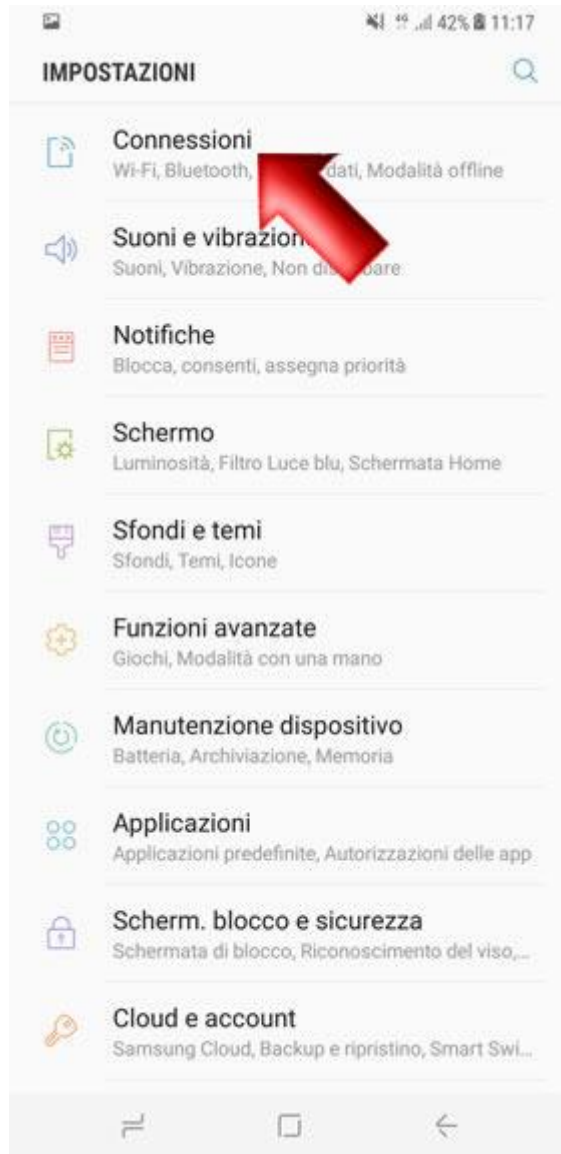 42% 11:17
IMPOSTAZIONI
Connessioni
Wi-Fi, Bluetooth, dati, Modalità offline
Suoni e vibrazion
Suoni, Vibrazione, Non dis are
Notifiche
Blocca, consenti, assegna priorità
Schermo
Luminosità, Filtro Luce blu, Schermata Home
Sfondi e temi
Sfondi, Temi, Icone
Funzioni avanzate
Giochi, Modalità con una mano
Manutenzione dispositivo
Batteria, Archiviazione, Memoria
Applicazioni
Applicazioni predefinite, Autorizzazioni delle app
Scherm. blocco e sicurezza
Schermata di blocco, Riconoscimento del viso,...
Cloud e account
Samsung Cloud, Backup e ripristino, Smart Swi...